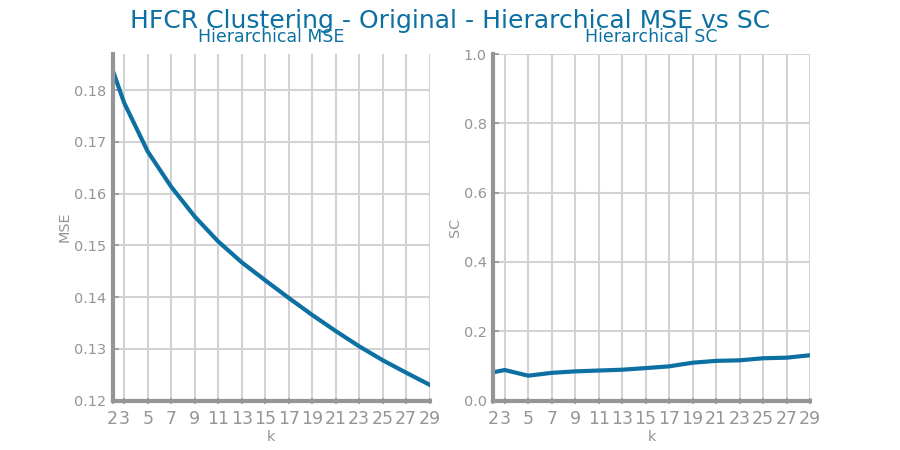 HFCR Clustering - Original - Hierarchical MSE vs SC
Hierarchical MSE
0.18
0.17
0.16
0.15
0.14
0.13
0.12
MSE
2 3 5 7 9 11 13 15 17 19 21 23 25 27 29
k
Hierarchical SC
1.0
0.8
0.6
0.4
0.2
0.0
SC
2 3 5 7 9 11 13 15 17 19 21 23 25 27 29
k